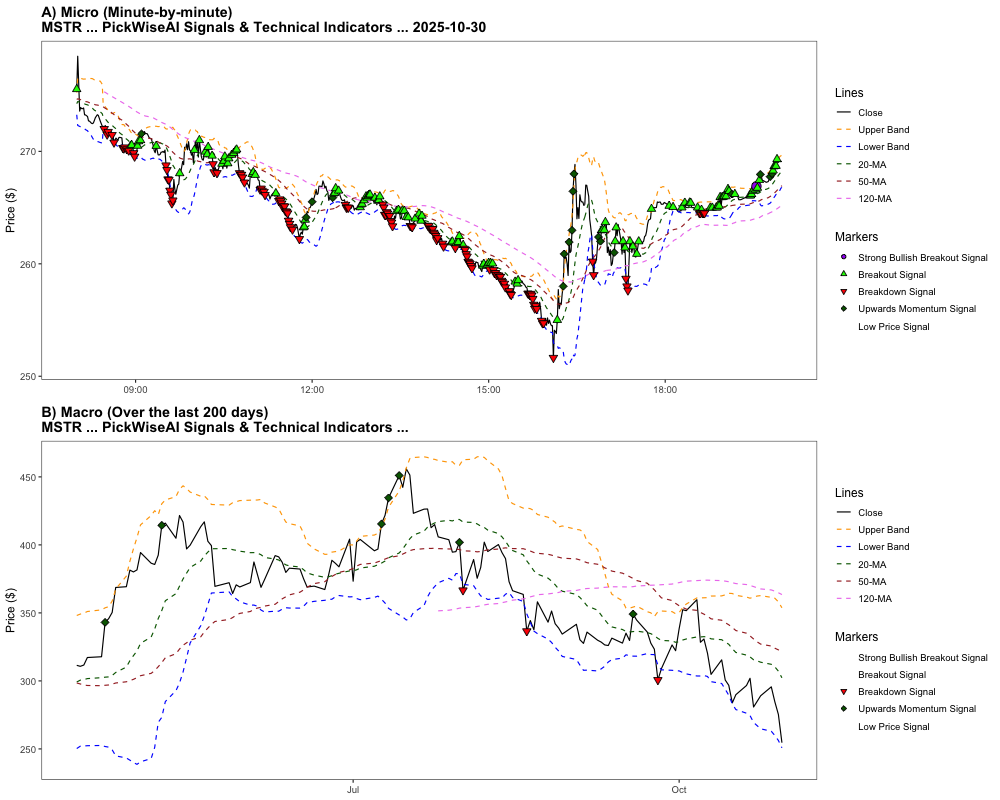 A) Micro (Minute-by-minute)
MSTR ... PickWiseAI Signals & Technical Indicators ... 2025-10-30
Price ($)
270
260
250
09:00
12:00
15:00
18:00
Lines
Close
Upper Band
Lower Band
20-MA
50-MA
120-MA
Markers
Strong Bullish Breakout Signal
Breakout Signal
Breakdown Signal
Upwards Momentum Signal
Low Price Signal
B) Macro (Over the last 200 days)
MSTR ... PickWiseAI Signals & Technical Indicators ...
Price ($)
450
400
350
300
250
Jul
Oct
Lines
Close
Upper Band
Lower Band
20-MA
50-MA
120-MA
Markers
Strong Bullish Breakout Signal
Breakout Signal
Breakdown Signal
Upwards Momentum Signal
Low Price Signal